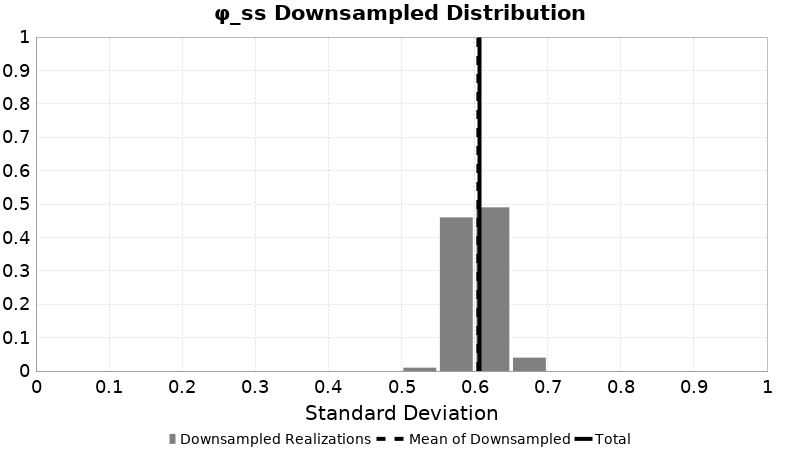 φ_ss Downsampled Distribution
1
0.9
0.8
0.7
0.6
0.5
0.4
0.3
0.2
0.1
0
0 0.1 0.2 0.3 0.4 0.5 0.6 0.7 0.8 0.9 1
Standard Deviation
Downsampled Realizations Mean of Downsampled Total